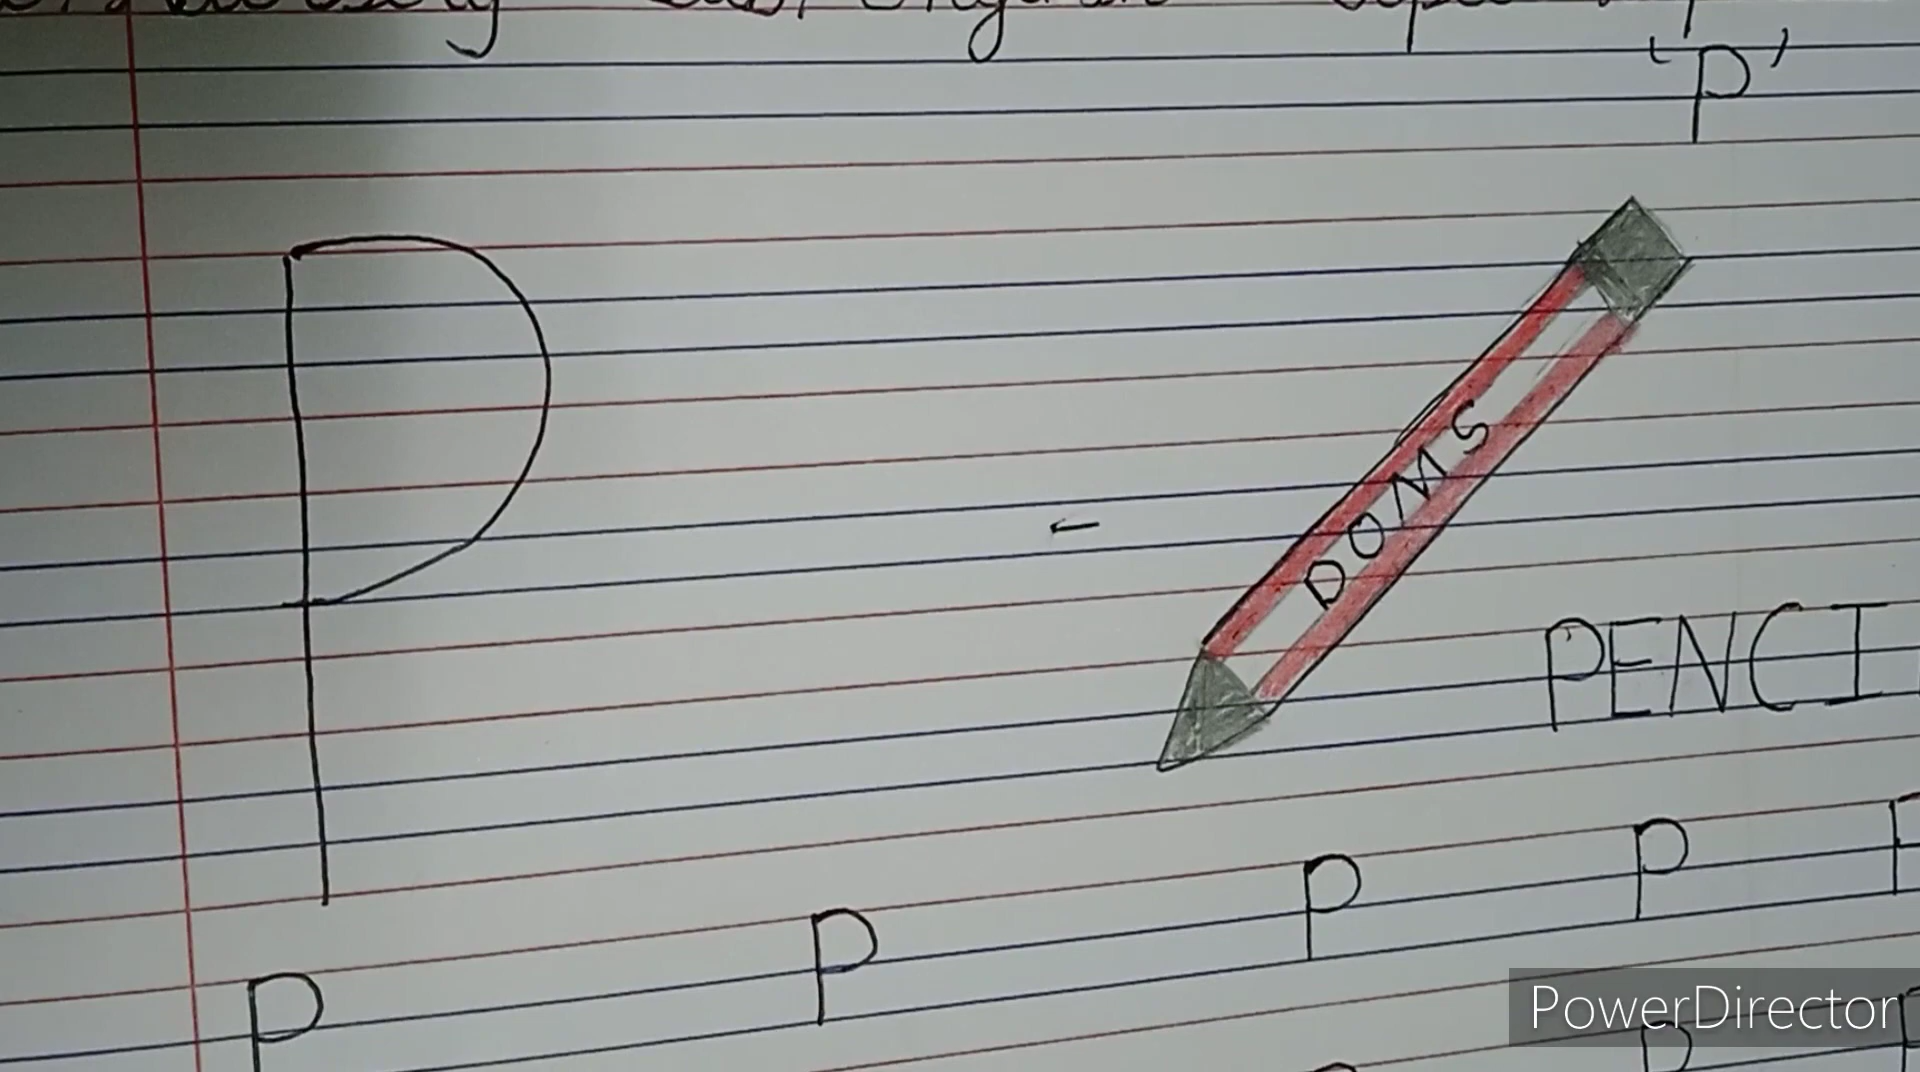 'P'
P -
DOMS
PENCI
P P P P
P
PowerDirector